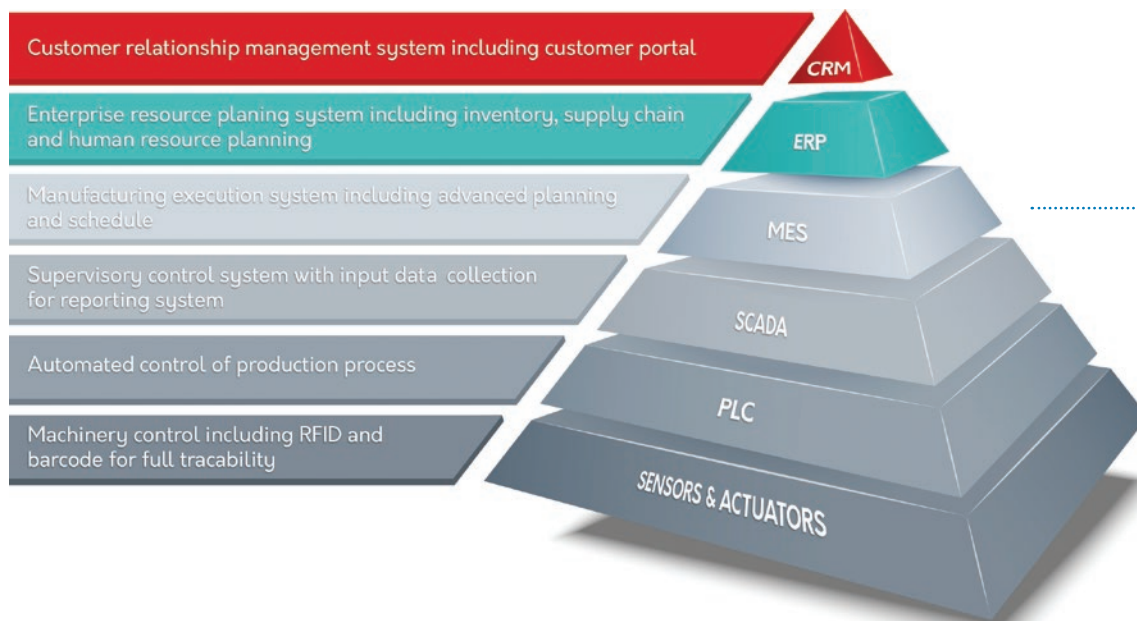 Customer relationship management system including customer portal
CRM
Enterprise resource planing system including inventory, supply chain
and human resource planning
ERP
Manufacturing execution system including advanced planning
and schedule
MES
Supervisory control system with input data collection
for reporting system
SCADA
Automated control of production process
PLC
Machinery control including RFID and
barcode for full tracability
SENSORS & ACTUATORS